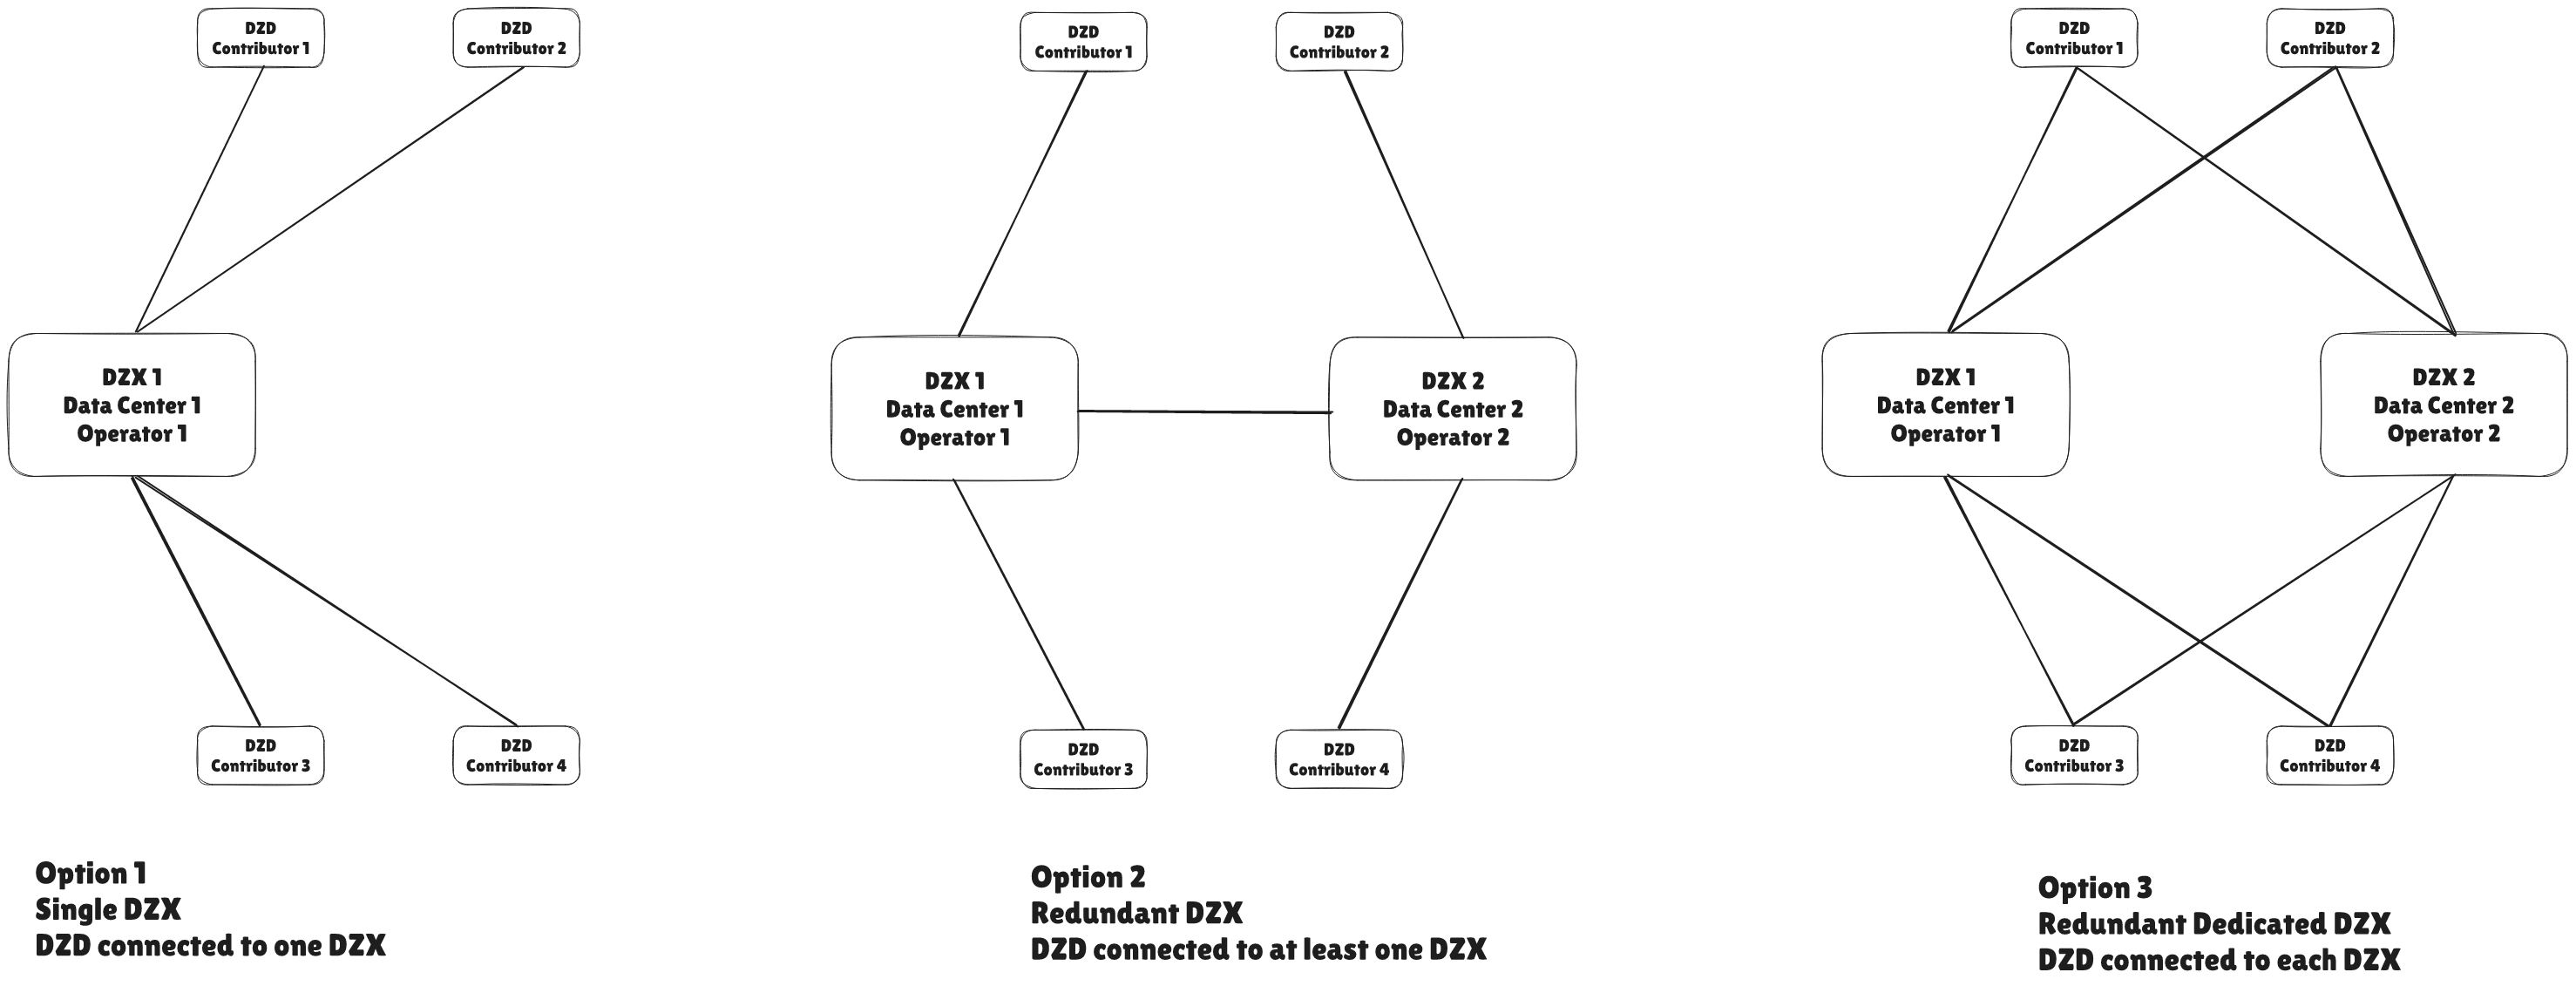 DZD
Contributor 1
DZD
Contributor 2
DZX 1
Data Center 1
Operator 1
DZD
Contributor 3
DZD
Contributor 4
Option 1
Single DZX
DZD connected to one DZX
DZD
Contributor 1
DZD
Contributor 2
DZX 1
Data Center 1
Operator 1
DZX 2
Data Center 2
Operator 2
DZD
Contributor 3
DZD
Contributor 4
Option 2
Redundant DZX
DZD connected to at least one DZX
DZD
Contributor 1
DZD
Contributor 2
DZX 1
Data Center 1
Operator 1
DZX 2
Data Center 2
Operator 2
DZD
Contributor 3
DZD
Contributor 4
Option 3
Redundant Dedicated DZX
DZD connected to each DZX